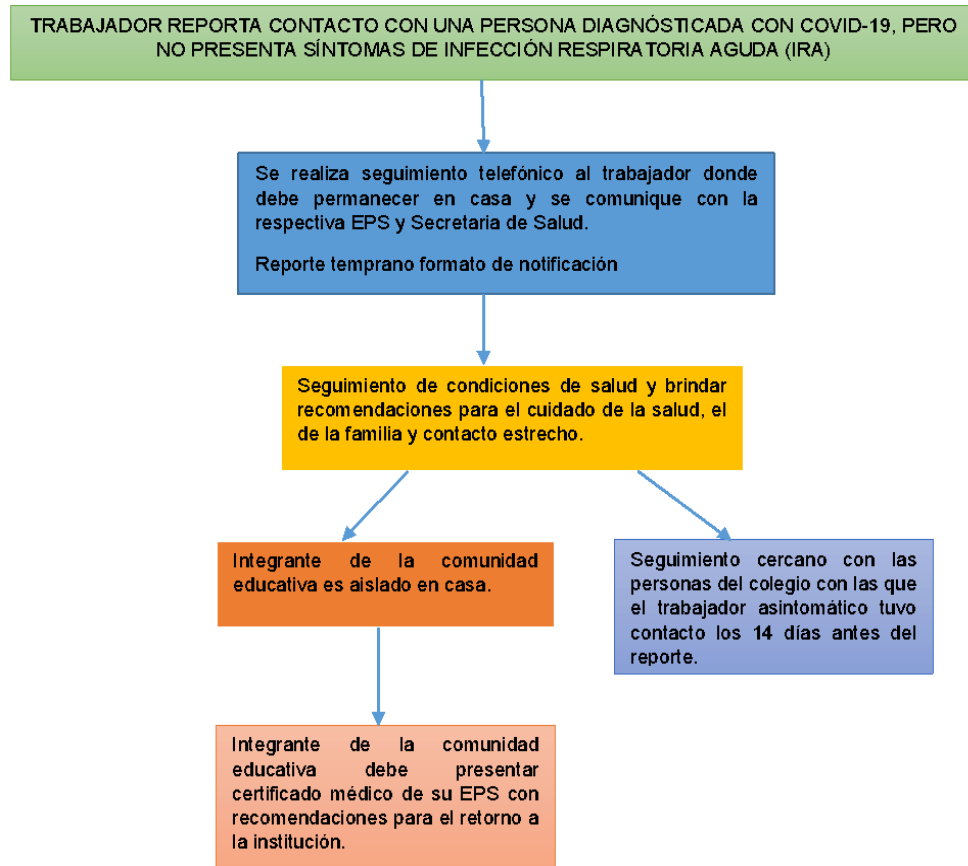 TRABAJADOR REPORTA CONTACTO CON UNA PERSONA DIAGNÓSTICADA CON COVID-19, PERO
NO PRESENTA SÍNTOMAS DE INFECCIÓN RESPIRATORIA AGUDA (IRA)
Se realiza seguimiento telefónico al trabajador donde
debe permanecer en casa y se comunique con la
respectiva EPS y Secretaria de Salud.
Reporte temprano formato de notificación
Seguimiento de condiciones de salud y brindar
recomendaciones para el cuidado de la salud, el
de la familia y contacto estrecho.
Integrante de la comunidad
educativa es aislado en casa.
Seguimiento cercano con las
personas del colegio con las que
el trabajador asintomático tuvo
contacto los 14 días antes del
reporte.
Integrante de la comunidad
educativa debe presentar
certificado médico de su EPS con
recomendaciones para el retorno a
la institución.